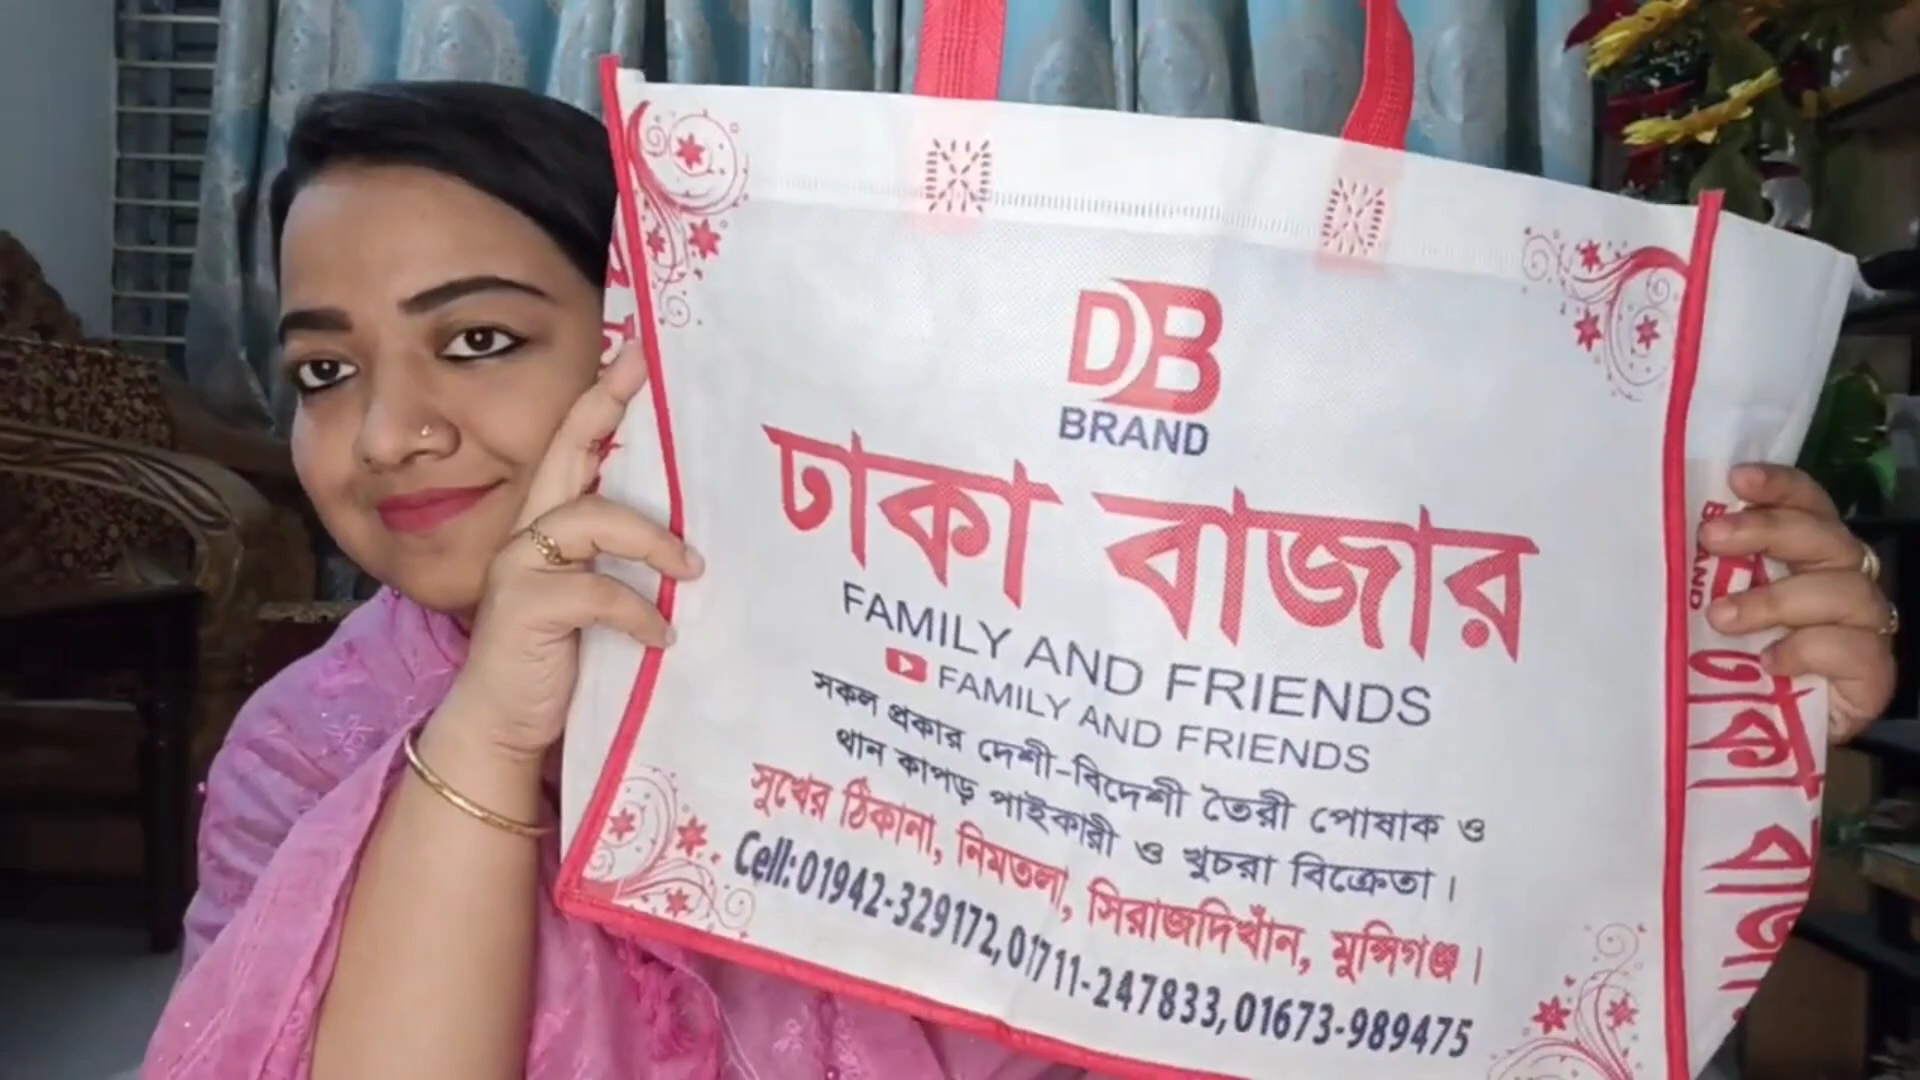 DB
BRAND
ঢাকা বাজার
FAMILY AND FRIENDS
FAMILY AND FRIENDS
সকল প্রকার দেশী-বিদেশী তৈরী পোষাক ও
থান কাপড় পাইকারী ও খুচরা বিক্রেতা।
সুখের ঠিকানা, নিমতলা, সিরাজদিখাঁন, মুন্সিগঞ্জ।
Cell:01942-329172,01711-247833,01673-989475
BRAND
ঢাকা বাজা